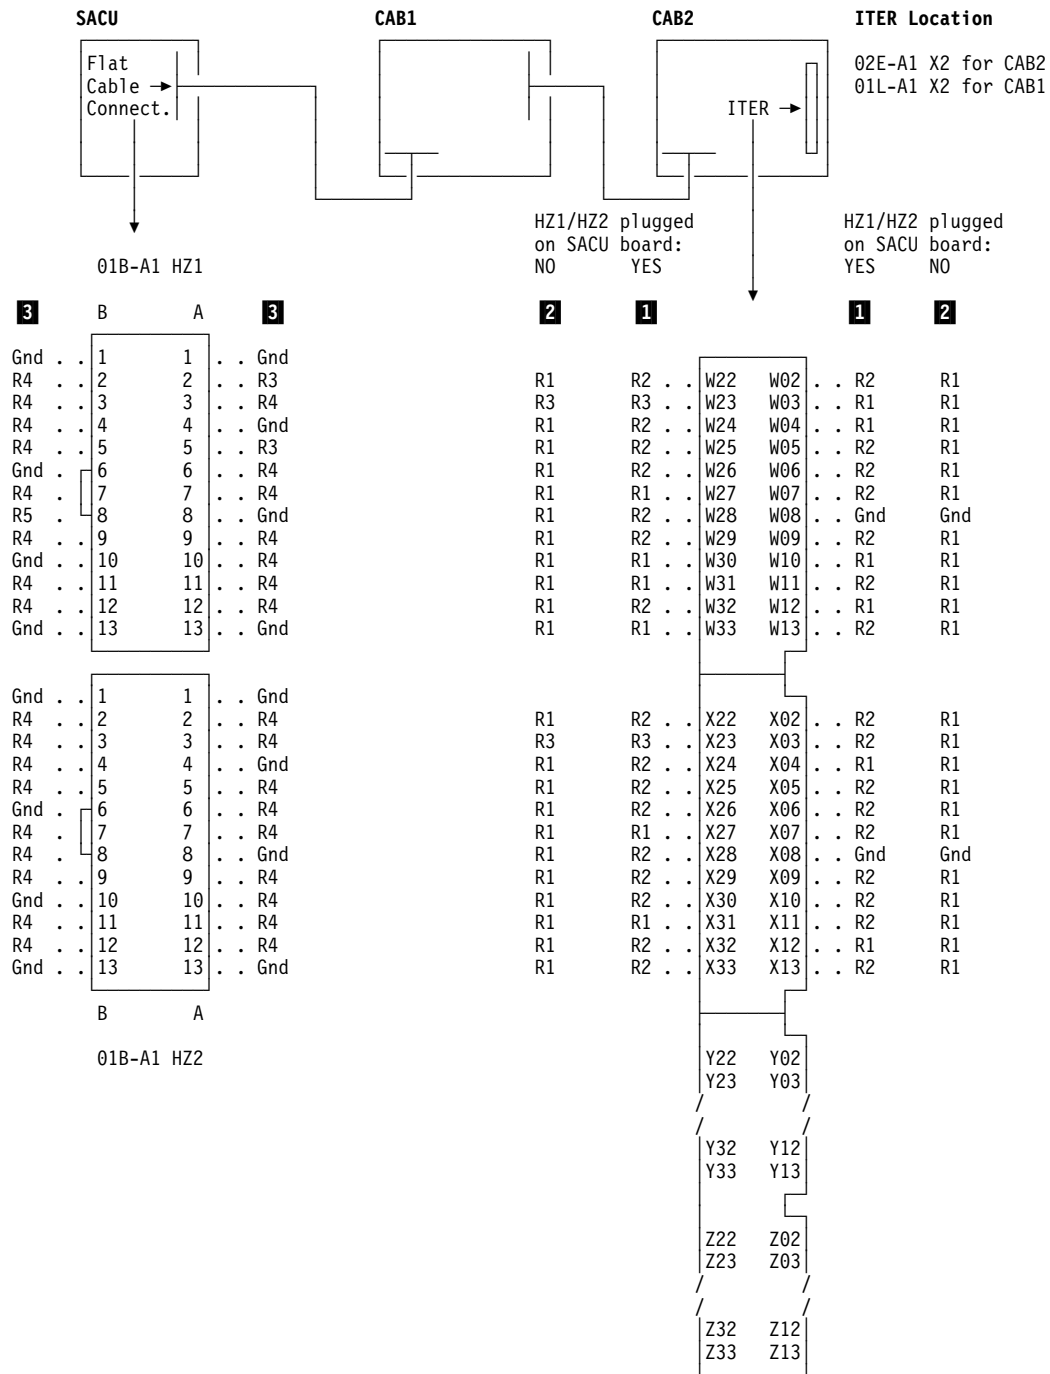 SACU CAB1 CAB2 ITER Location
Flat 02E-A1 X2 for CAB2
Cable 01L-A1 X2 for CAB1
Connect. ITER
HZ1/HZ2 plugged HZ1/HZ2 plugged
on SACU board: on SACU board:
01B-A1 HZ1 NO YES YES NO
3 B A 3 2 1 1 2
Gnd . . 1 1 . . Gnd
R4 . . 2 2 . . R3 R1 R2 . . W22 W02 . . R2 R1
R4 . . 3 3 . . R4 R3 R3 . . W23 W03 . . R1 R1
R4 . . 4 4 . . Gnd R1 R2 . . W24 W04 . . R1 R1
R4 . . 5 5 . . R3 R1 R2 . . W25 W05 . . R2 R1
Gnd . 6 6 . . R4 R1 R2 . . W26 W06 . . R2 R1
R4 . 7 7 . . R4 R1 R1 . . W27 W07 . . R2 R1
R5 . 8 8 . . Gnd R1 R2 . . W28 W08 . . Gnd Gnd
R4 . . 9 9 . . R4 R1 R2 . . W29 W09 . . R2 R1
Gnd . . 10 10 . . R4 R1 R1 . . W30 W10 . . R1 R1
R4 . . 11 11 . . R4 R1 R1 . . W31 W11 . . R2 R1
R4 . . 12 12 . . R4 R1 R2 . . W32 W12 . . R1 R1
Gnd . . 13 13 . . Gnd R1 R1 . . W33 W13 . . R2 R1
Gnd . . 1 1 . . Gnd
R4 . . 2 2 . . R4 R1 R2 . . X22 X02 . . R2 R1
R4 . . 3 3 . . R4 R3 R3 . . X23 X03 . . R2 R1
R4 . . 4 4 . . Gnd R1 R2 . . X24 X04 . . R1 R1
R4 . . 5 5 . . R4 R1 R2 . . X25 X05 . . R2 R1
Gnd . 6 6 . . R4 R1 R2 . . X26 X06 . . R2 R1
R4 . 7 7 . . R4 R1 R1 . . X27 X07 . . R2 R1
R4 . 8 8 . . Gnd R1 R2 . . X28 X08 . . Gnd Gnd
R4 . . 9 9 . . R4 R1 R2 . . X29 X09 . . R2 R1
Gnd . . 10 10 . . R4 R1 R2 . . X30 X10 . . R2 R1
R4 . . 11 11 . . R4 R1 R1 . . X31 X11 . . R2 R1
R4 . . 12 12 . . R4 R1 R2 . . X32 X12 . . R1 R1
Gnd . . 13 13 . . Gnd R1 R2 . . X33 X13 . . R2 R1
B A
01B-A1 HZ2 Y22 Y02
Y23 Y03
/ /
/ /
Y32 Y12
Y33 Y13
Z22 Z02
Z23 Z03
/ /
/ /
Z32 Z12
Z33 Z13